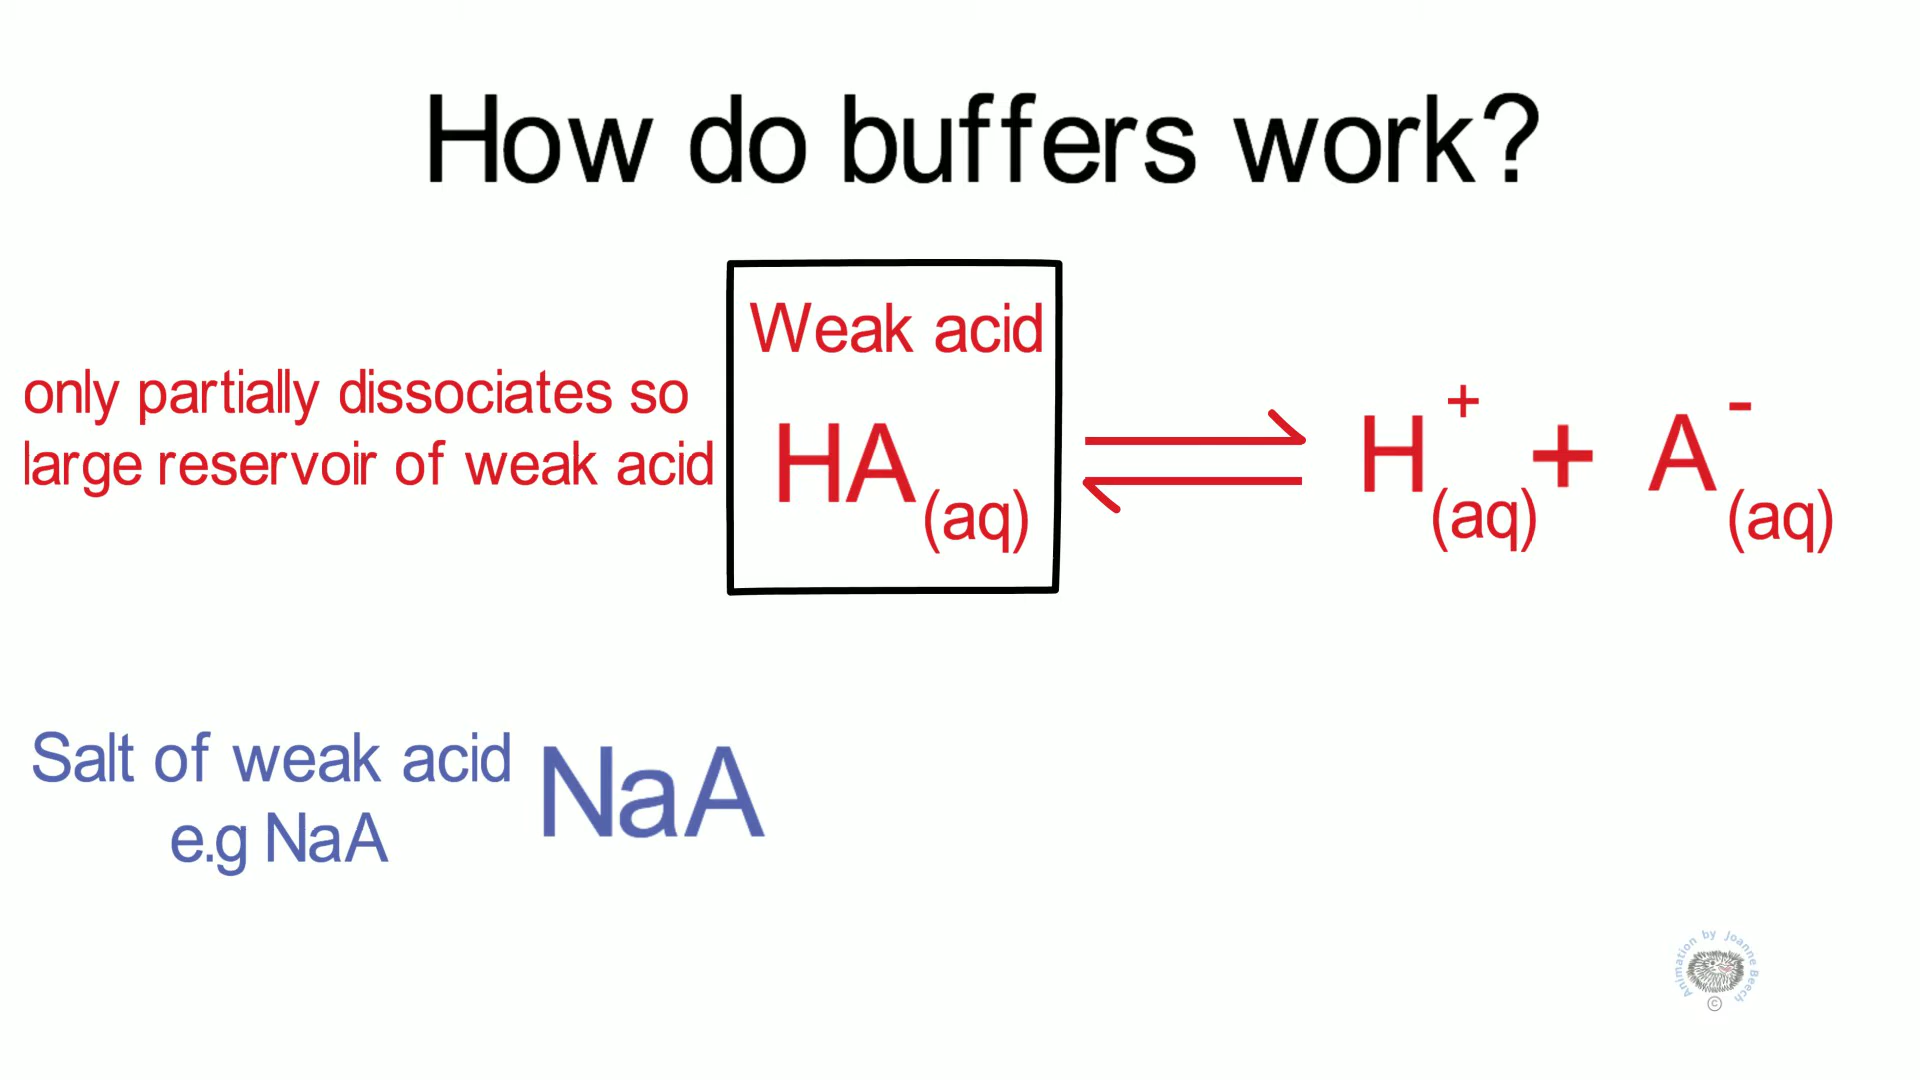 How do buffers work?
Weak acid
only partially dissociates so
large reservoir of weak acid
HA(aq) ⇌ H+(aq) + A-(aq)
Salt of weak acid
e.g NaA
NaA
Animation by Joanne Beech
©